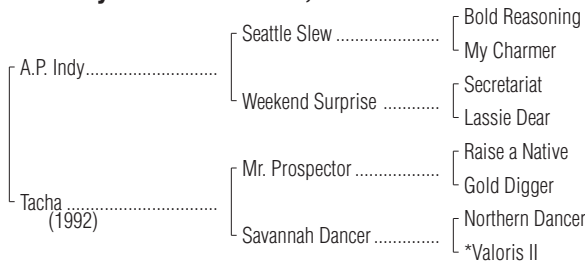 Bold Reasoning
Seattle Slew ....................
My Charmer
A.P. Indy..........................
Secretariat
Weekend Surprise ...........
Lassie Dear
Raise a Native
Mr. Prospector .................
Gold Digger
Tacha ..............................
(1992)
Northern Dancer
Savannah Dancer.............
*Valoris II